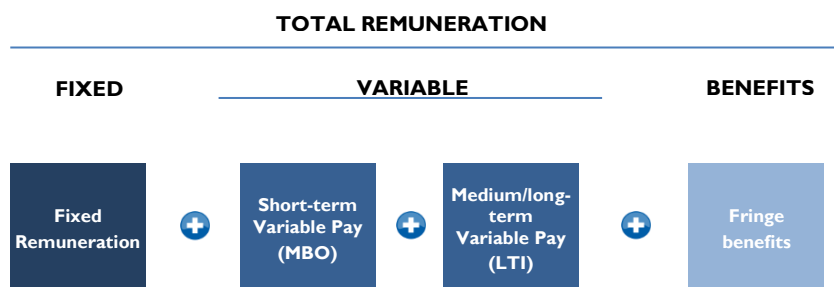 TOTAL REMUNERATION
FIXED
VARIABLE
BENEFITS
Fixed
Remuneration
Short-term
Variable Pay
(MBO)
Medium/long-
term
Variable Pay
(LTI)
Fringe
benefits